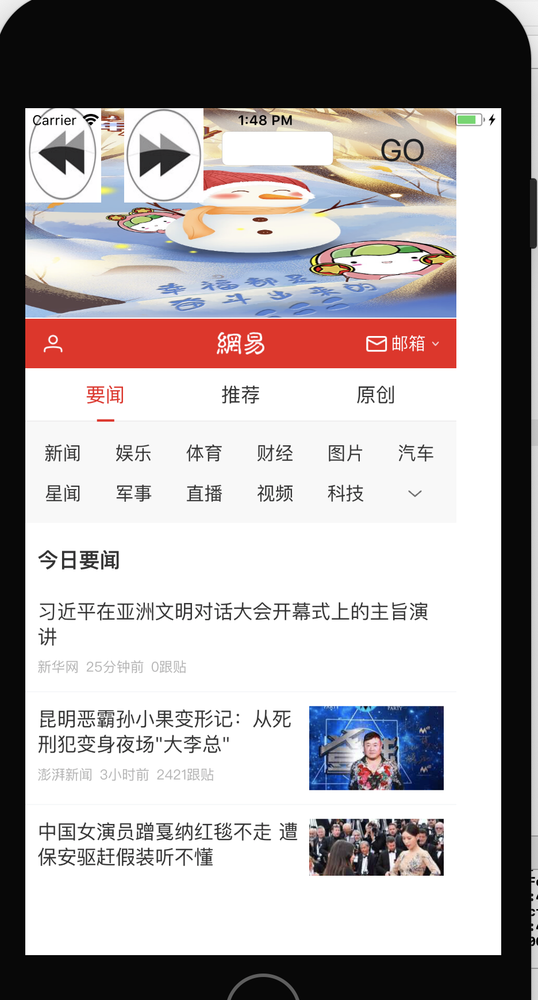 Carrier
1:48 PM
GO
幸福都是
奋斗出来的
網易
邮箱
要闻 推荐 原创
新闻 娱乐 体育 财经 图片 汽车
星闻 军事 直播 视频 科技
今日要闻
习近平在亚洲文明对话大会开幕式上的主旨演
讲
新华网 25分钟前 0跟贴
昆明恶霸孙小果变形记：从死
刑犯变身夜场"大李总"
澎湃新闻 3小时前 2421跟贴
PARTY
中国女演员蹭戛纳红毯不走 遭
保安驱赶假装听不懂